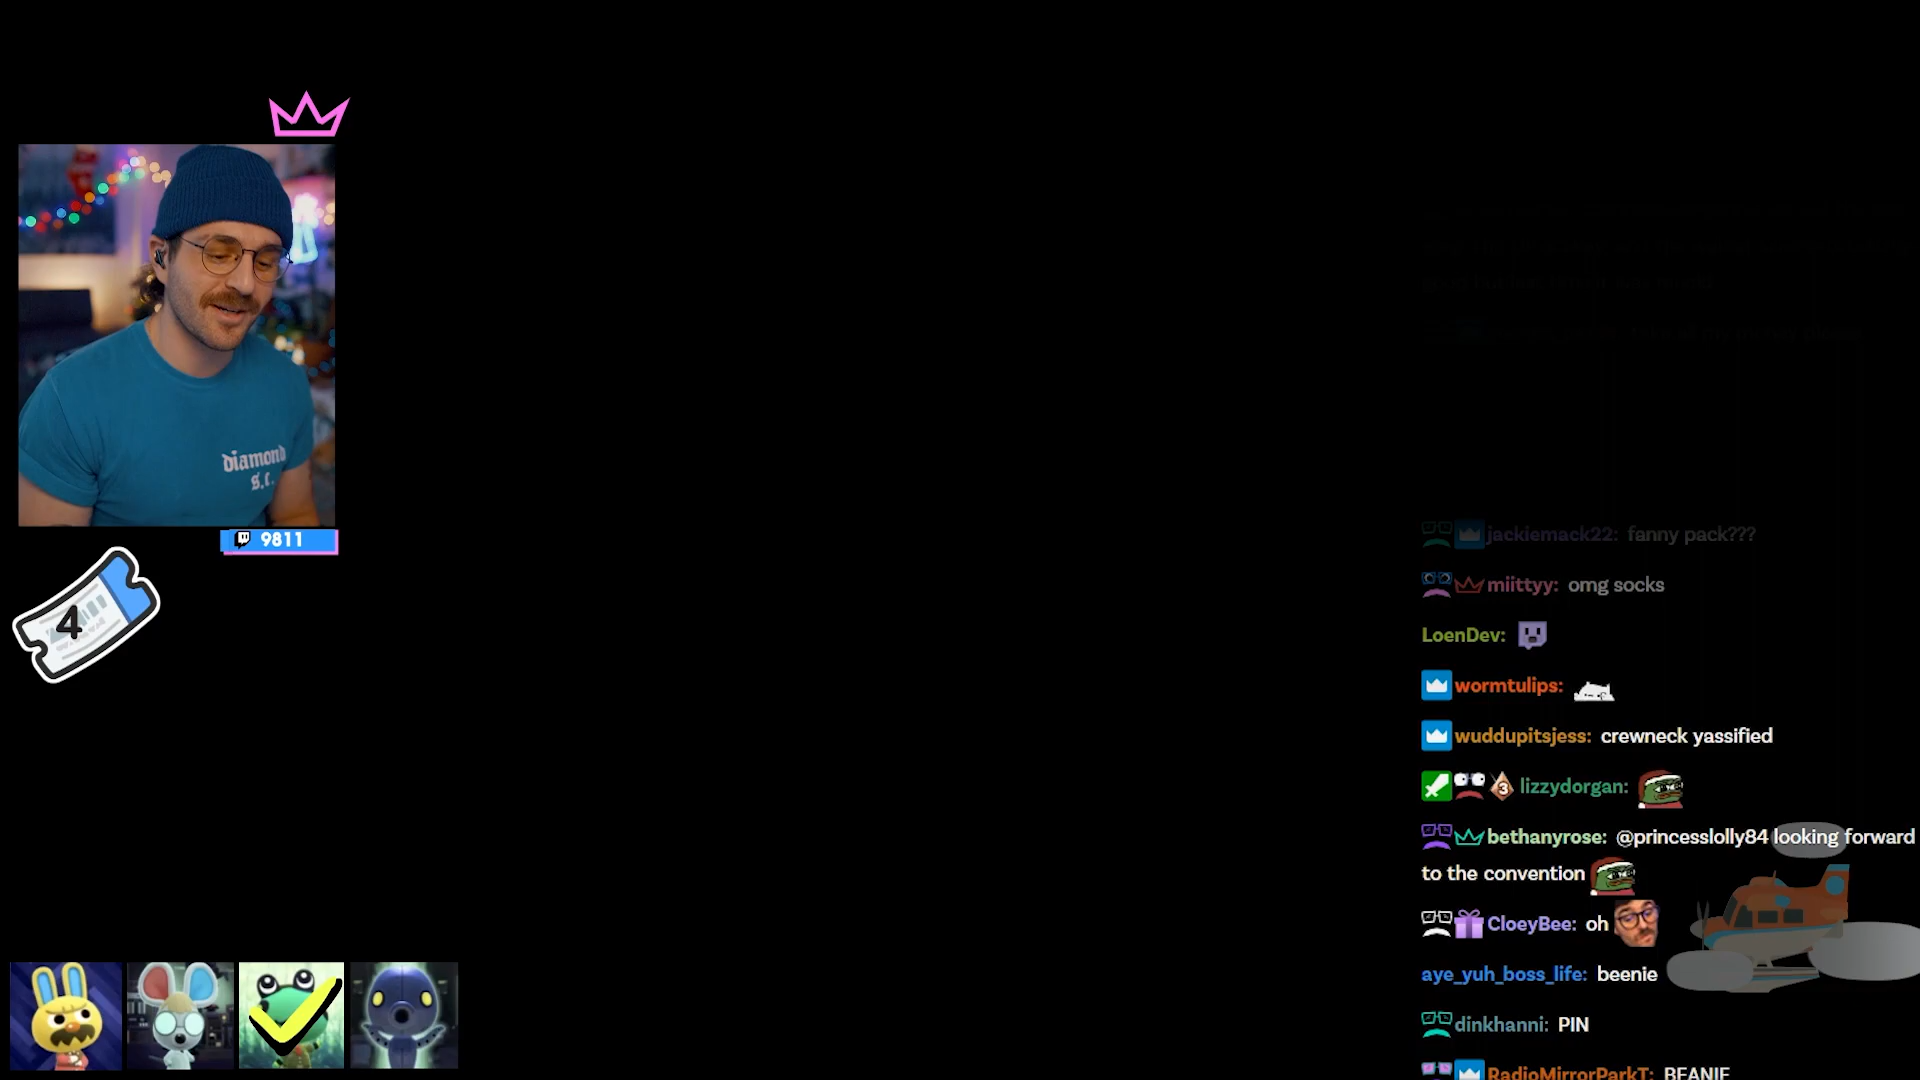 diamond
s.c.
9811
4
jackiemack22: fanny pack???
miittyy: omg socks
LoenDev:
wormtulips:
wuddupitsjess: crewneck yassified
3 lizzydorgan:
bethanyrose: @princesslolly84 looking forward
to the convention
CloeyBee: oh
aye_yuh_boss_life: beenie
dinkhanni: PIN
RadioMirrorParkT: BEANIE